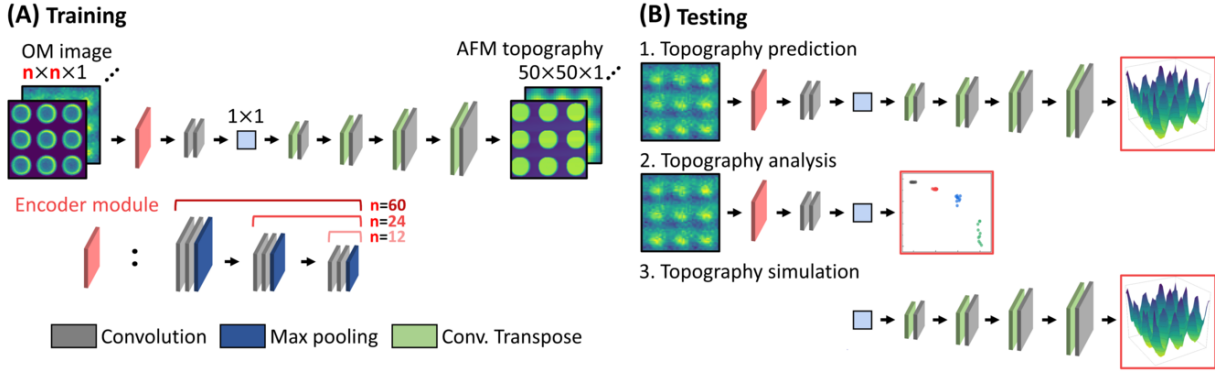 (A) Training
OM image
n×n×1
AFM topography
50×50×1
1×1
Encoder module
n=60
n=24
n=12
:
Convolution
Max pooling
Conv. Transpose
(B) Testing
1. Topography prediction
2. Topography analysis
3. Topography simulation